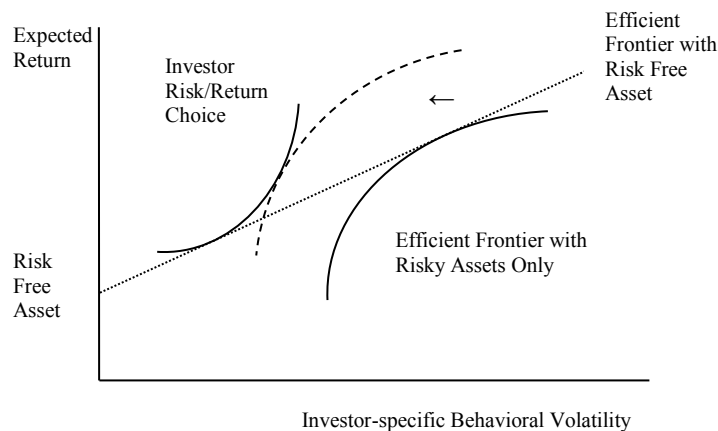 Expected
Return
Investor
Risk/Return
Choice
Efficient
Frontier with
Risk Free
Asset
←
Efficient Frontier with
Risky Assets Only
Risk
Free
Asset
Investor-specific Behavioral Volatility